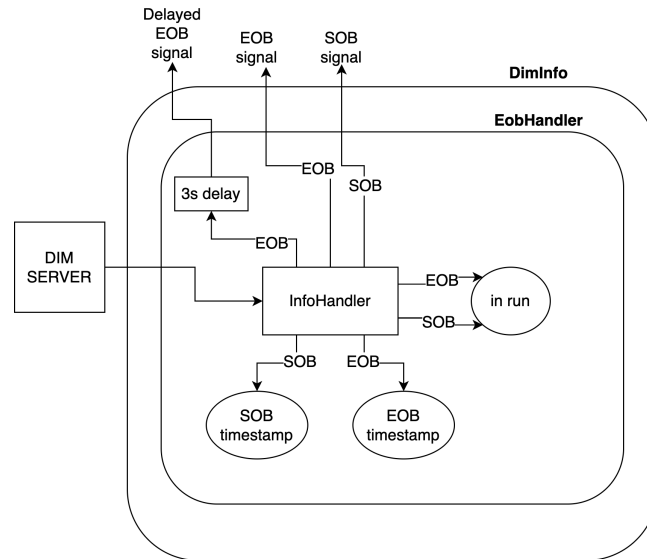 Delayed
EOB
signal
EOB
signal
SOB
signal
DimInfo
EobHandler
EOB
SOB
3s delay
EOB
DIM
SERVER
InfoHandler
EOB
in run
SOB
SOB
EOB
SOB
timestamp
EOB
timestamp